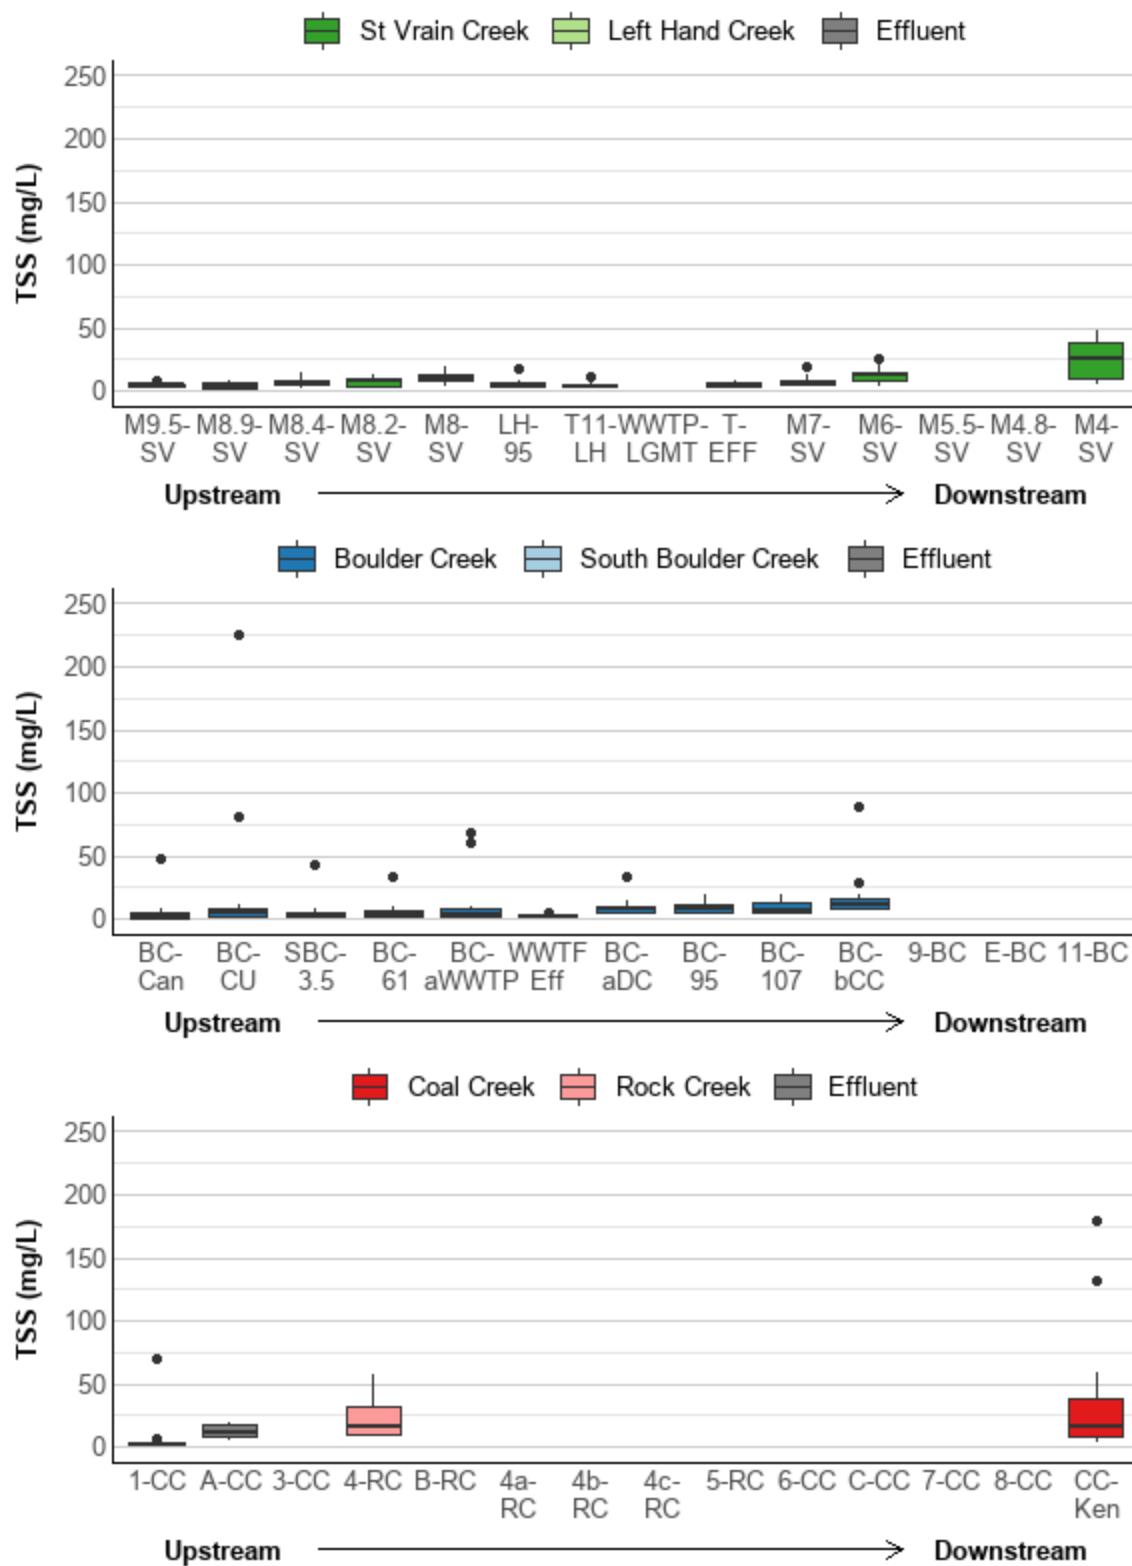 St Vrain Creek Left Hand Creek Effluent
250
200
150
100
50
0
TSS (mg/L)
M9.5- M8.9- M8.4- M8.2- M8- LH- T11- WWTP- T- M7- M6- M5.5- M4.8- M4-
SV SV SV SV SV 95 LH LGMT EFF SV SV SV SV SV
Upstream Downstream
Boulder Creek South Boulder Creek Effluent
250
200
150
100
50
0
TSS (mg/L)
BC- BC- SBC- BC- BC- WWTF BC- BC- BC- BC- 9-BC E-BC 11-BC
Can CU 3.5 61 aWWTP Eff aDC 95 107 bCC
Upstream Downstream
Coal Creek Rock Creek Effluent
250
200
150
100
50
0
TSS (mg/L)
1-CC A-CC 3-CC 4-RC B-RC 4a- 4b- 4c- 5-RC 6-CC C-CC 7-CC 8-CC CC-
RC RC RC Ken
Upstream Downstream